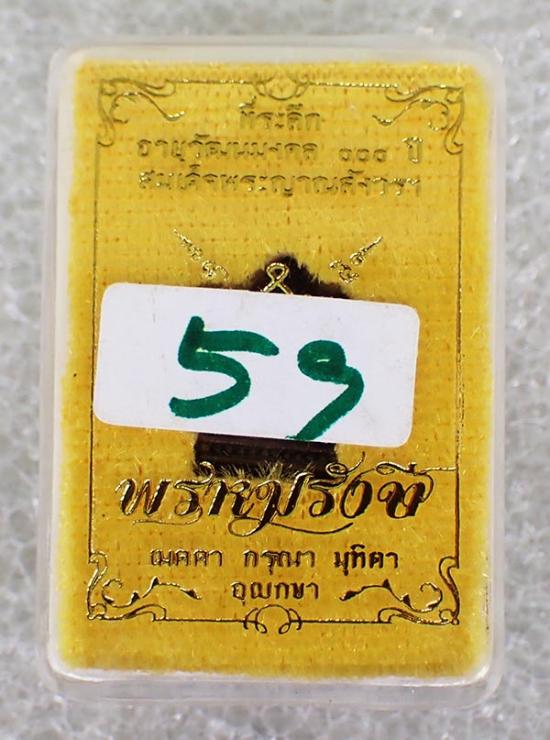 ที่ระลึก
อายุวัฒนมงคล ๑๐๐ ปี
สมเด็จพระญาณสังวรฯ
59
พรหมรังษี
เมตตา กรุณา มุทิตา
อุเบกขา